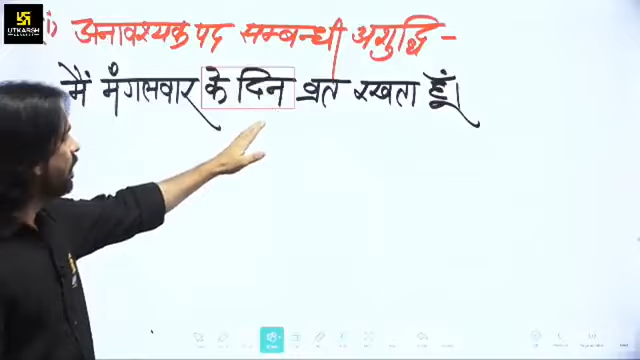 UTKARSH
i) अनावश्यक पद सम्बन्धी अशुद्धि –
मैं मंगलवार के दिन व्रत रखता हूं।